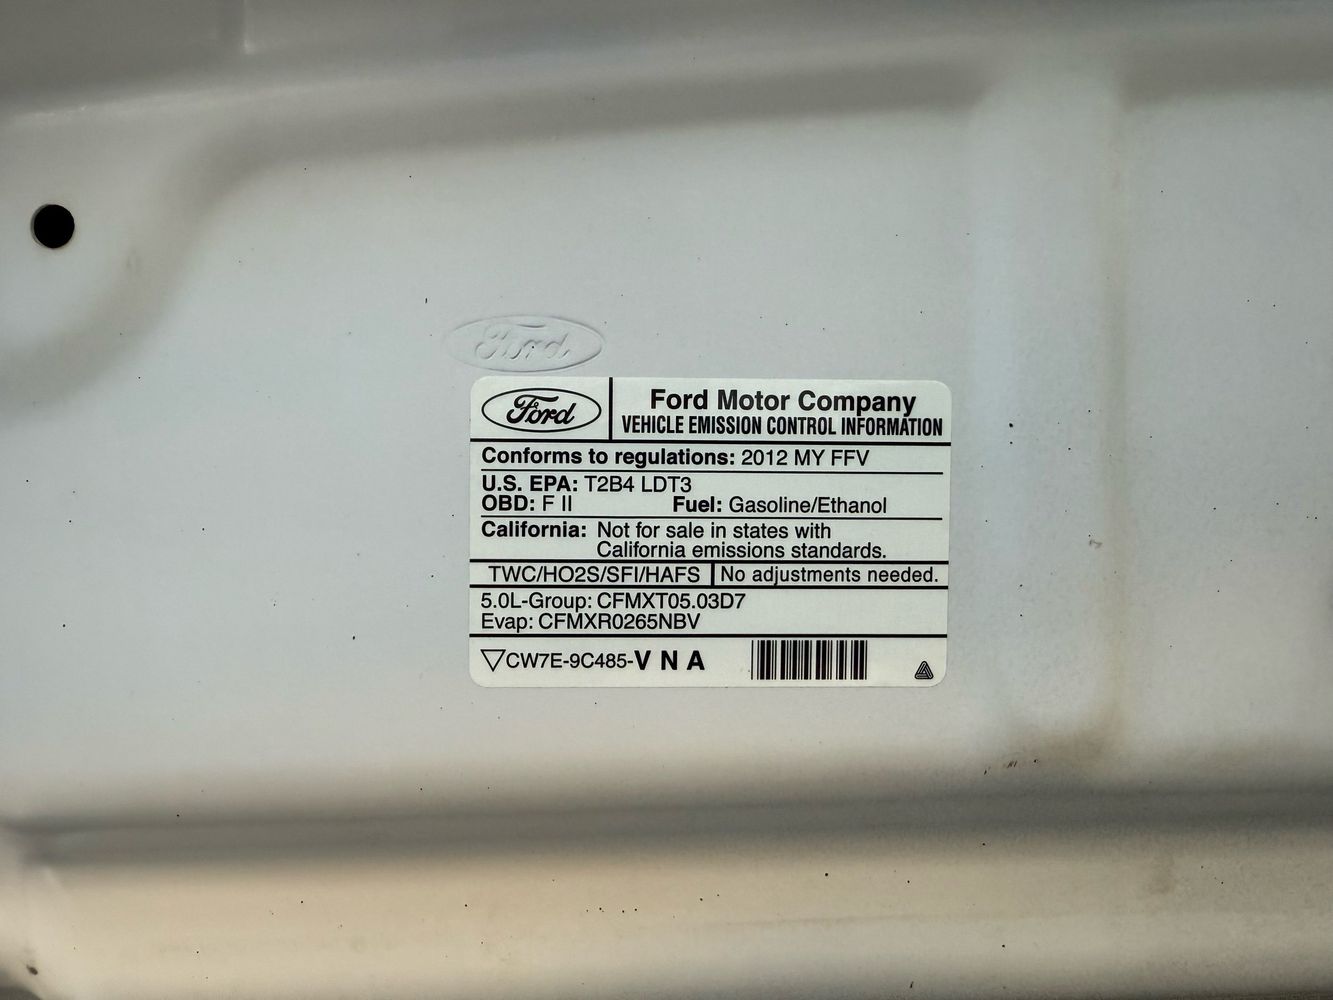 Ford
Ford
Ford Motor Company
VEHICLE EMISSION CONTROL INFORMATION
Conforms to regulations: 2012 MY FFV
U.S. EPA: T2B4 LDT3
OBD: F II Fuel: Gasoline/Ethanol
California: Not for sale in states with
California emissions standards.
TWC/HO2S/SFI/HAFS No adjustments needed.
5.0L-Group: CFMXT05.03D7
Evap: CFMXR0265NBV
CW7E-9C485-V N A